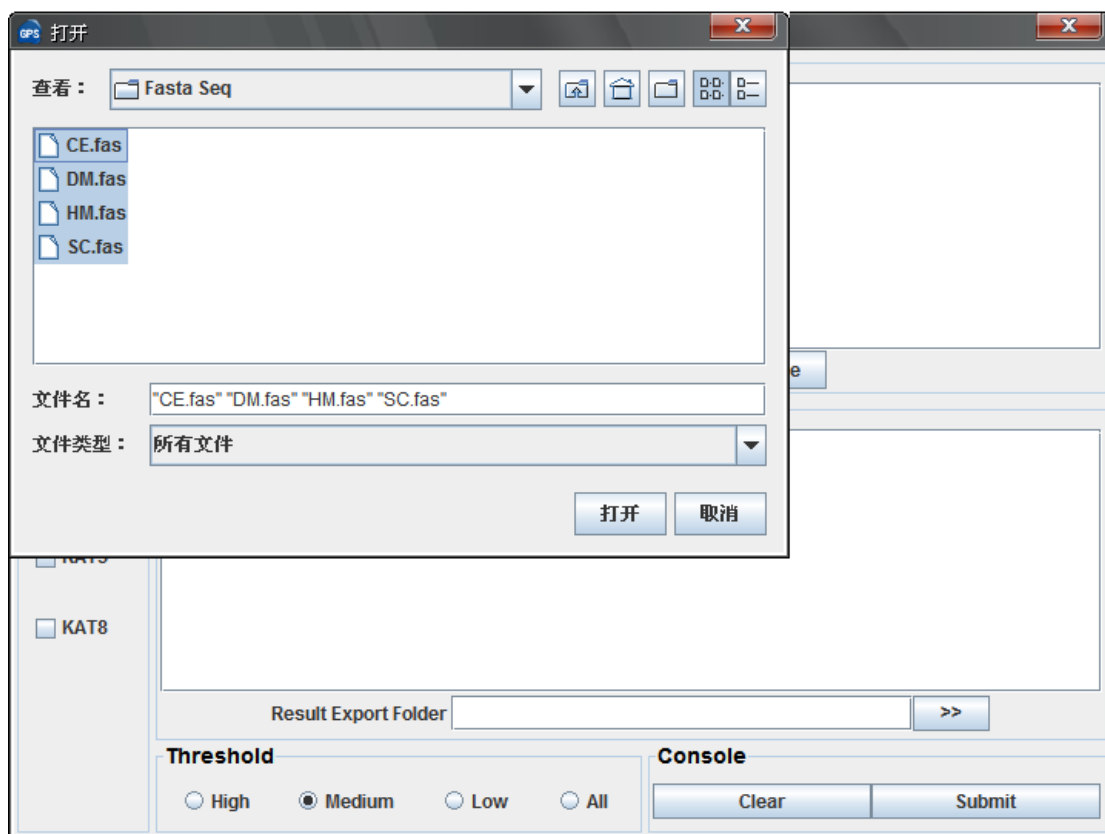 GPS 打开
查看：
Fasta Seq
CE.fas
DM.fas
HM.fas
SC.fas
文件名：
"CE.fas" "DM.fas" "HM.fas" "SC.fas"
文件类型：
所有文件
打开
取消
e
KAT8
Result Export Folder
>>
Threshold
High
Medium
Low
All
Console
Clear
Submit